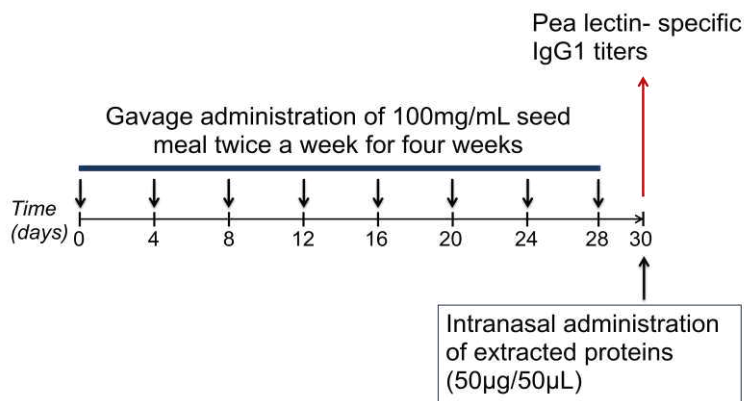 Pea lectin- specific
IgG1 titers
Gavage administration of 100mg/mL seed
meal twice a week for four weeks
Time
(days)
0 4 8 12 16 20 24 28 30
Intranasal administration
of extracted proteins
(50µg/50µL)